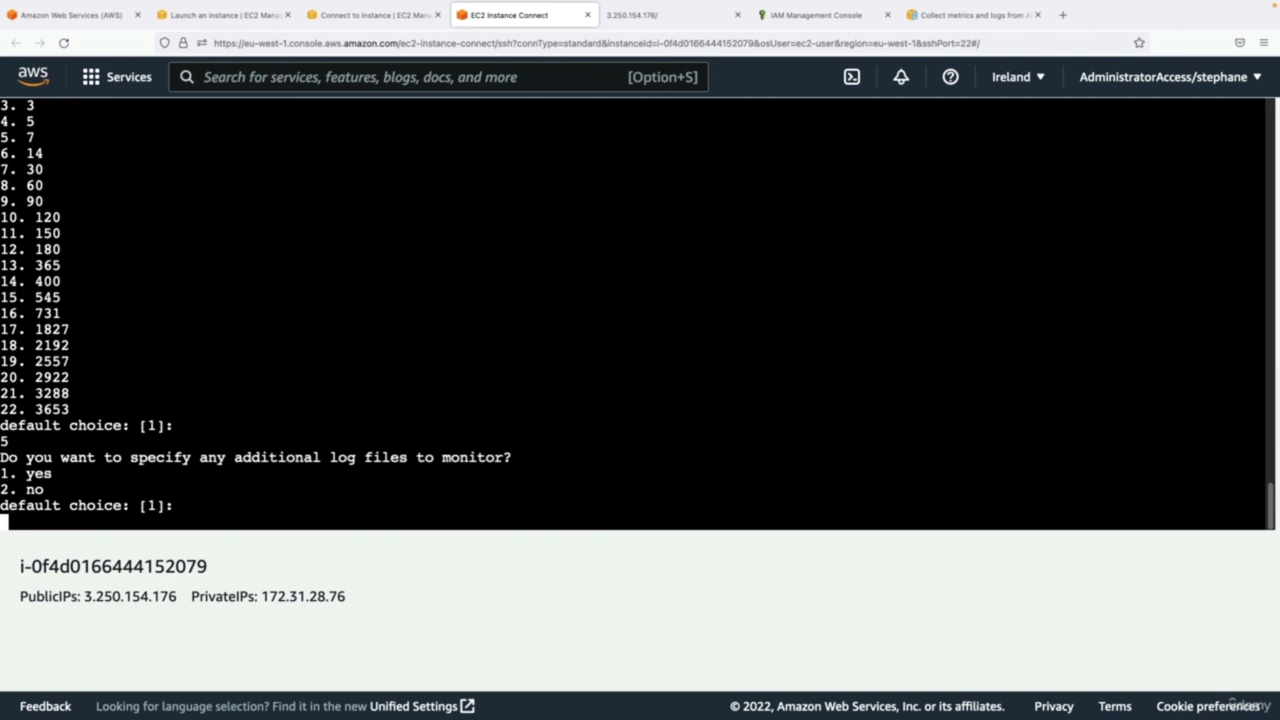 Amazon Web Services (AWS)
Launch an instance | EC2 Mana
Connect to instance | EC2 Mana
EC2 Instance Connect
3.250.154.176/
IAM Management Console
Collect metrics and logs from A
https://eu-west-1.console.aws.amazon.com/ec2-instance-connect/ssh?connType=standard&instanceId=i-0f4d0166444152079&osUser=ec2-user&region=eu-west-1&sshPort=22#/
aws
Services
Search for services, features, blogs, docs, and more
[Option+S]
Ireland
AdministratorAccess/stephane
3. 3
4. 5
5. 7
6. 14
7. 30
8. 60
9. 90
10. 120
11. 150
12. 180
13. 365
14. 400
15. 545
16. 731
17. 1827
18. 2192
19. 2557
20. 2922
21. 3288
22. 3653
default choice: [1]:
5
Do you want to specify any additional log files to monitor?
1. yes
2. no
default choice: [1]:
i-0f4d0166444152079
PublicIPs: 3.250.154.176 PrivateIPs: 172.31.28.76
Feedback
Looking for language selection? Find it in the new Unified Settings
© 2022, Amazon Web Services, Inc. or its affiliates.
Privacy
Terms
Cookie preferences
Udemy